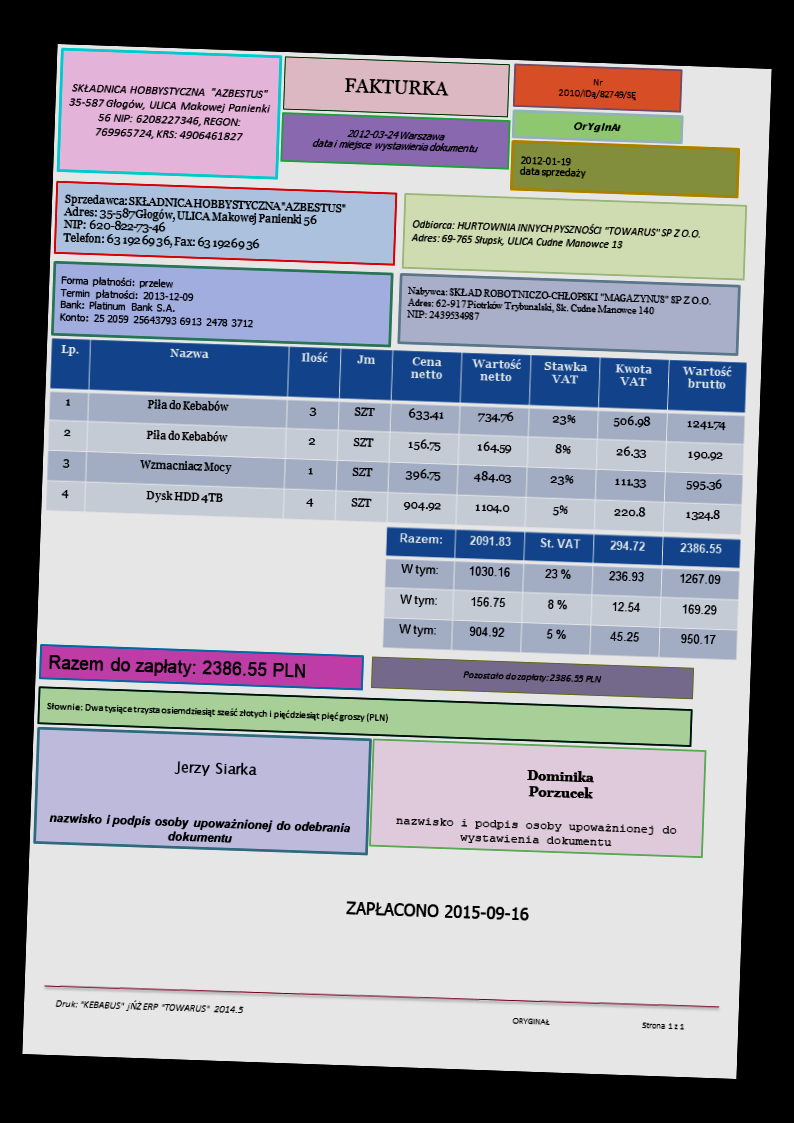 SKŁADNICA HOBBYSTYCZNA "AZBESTUS"
35-587 Głogów, ULICA Makowej Panienki
56 NIP: 6208227346, REGON:
769965724, KRS: 4906461827
FAKTURKA
2012-03-24 Warszawa
data i miejsce wystawienia dokumentu
Nr
2010/IDą/82749/SĘ
OrYgInAł
2012-01-19
data sprzedaży
Sprzedawca: SKŁADNICA HOBBYSTYCZNA "AZBESTUS"
Adres: 35-587 Głogów, ULICA Makowej Panienki 56
NIP: 620-822-73-46
Telefon: 63 192 69 36, Fax: 63 192 69 36
Odbiorca: HURTOWNIA INNYCH PYSZNOŚCI "TOWARUS" SP Z O.O.
Adres: 69-765 Słupsk, ULICA Cudne Manowce 13
Forma płatności: przelew
Termin płatności: 2013-12-09
Bank: Platinum Bank S.A.
Konto: 25 2059 25643793 6913 2478 3712
Nabywca: SKŁAD ROBOTNICZO-CHŁOPSKI "MAGAZYNUS" SP Z O.O.
Adres: 62-917 Piotrków Trybunalski, Sk. Cudne Manowce 140
NIP: 2439534987
Lp. Nazwa Ilość Jm Cena netto Wartość netto Stawka VAT Kwota VAT Wartość brutto
1 Piła do Kebabów 3 SZT 633.41 734.76 23% 506.98 1241.74
2 Piła do Kebabów 2 SZT 156.75 164.59 8% 26.33 190.92
3 Wzmacniacz Mocy 1 SZT 396.75 484.03 23% 111.33 595.36
4 Dysk HDD 4TB 4 SZT 904.92 1104.0 5% 220.8 1324.8
Razem: 2091.83 St. VAT 294.72 2386.55
W tym: 1030.16 23 % 236.93 1267.09
W tym: 156.75 8 % 12.54 169.29
W tym: 904.92 5 % 45.25 950.17
Razem do zapłaty: 2386.55 PLN
Pozostało do zapłaty: 2386.55 PLN
Słownie: Dwa tysiące trzysta osiemdziesiąt sześć złotych i pięćdziesiąt pięć groszy (PLN)
Jerzy Siarka
nazwisko i podpis osoby upoważnionej do odebrania
dokumentu
Dominika
Porzucek
nazwisko i podpis osoby upoważnionej do
wystawienia dokumentu
ZAPŁACONO 2015-09-16
Druk: "KEBABUS" jŃŻ ERP "TOWARUS" 2014.5
ORYGINAŁ
Strona 1 z 1